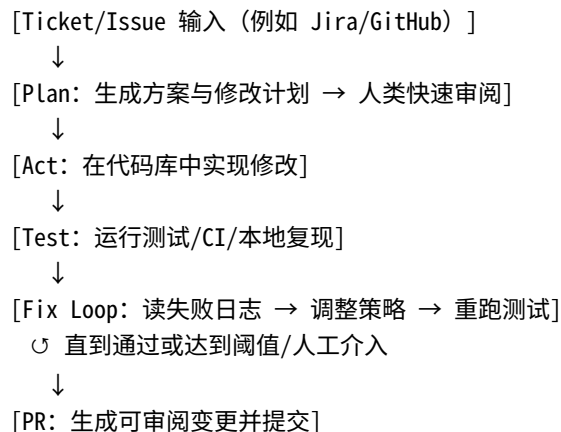 [Ticket/Issue 输入（例如 Jira/GitHub）]
↓
[Plan: 生成方案与修改计划 → 人类快速审阅]
↓
[Act: 在代码库中实现修改]
↓
[Test: 运行测试/CI/本地复现]
↓
[Fix Loop: 读失败日志 → 调整策略 → 重跑测试]
↺ 直到通过或达到阈值/人工介入
↓
[PR: 生成可审阅变更并提交]